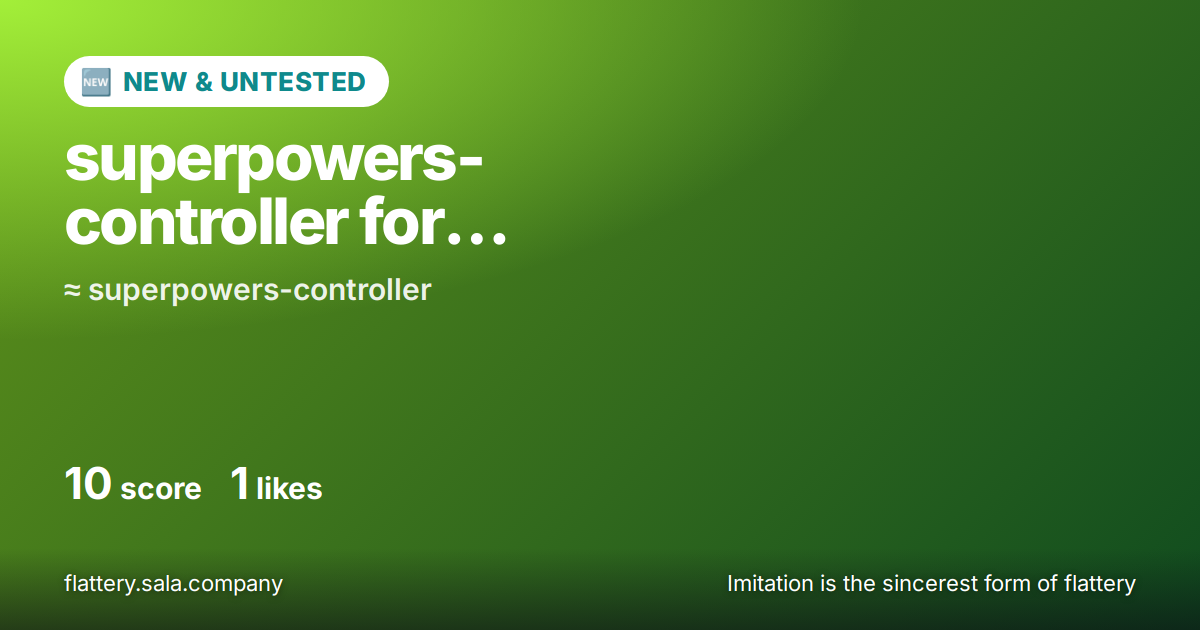 NEW NEW & UNTESTED
superpowers-
controller for…
≈ superpowers-controller
10 score 1 likes
flattery.sala.company
Imitation is the sincerest form of flattery